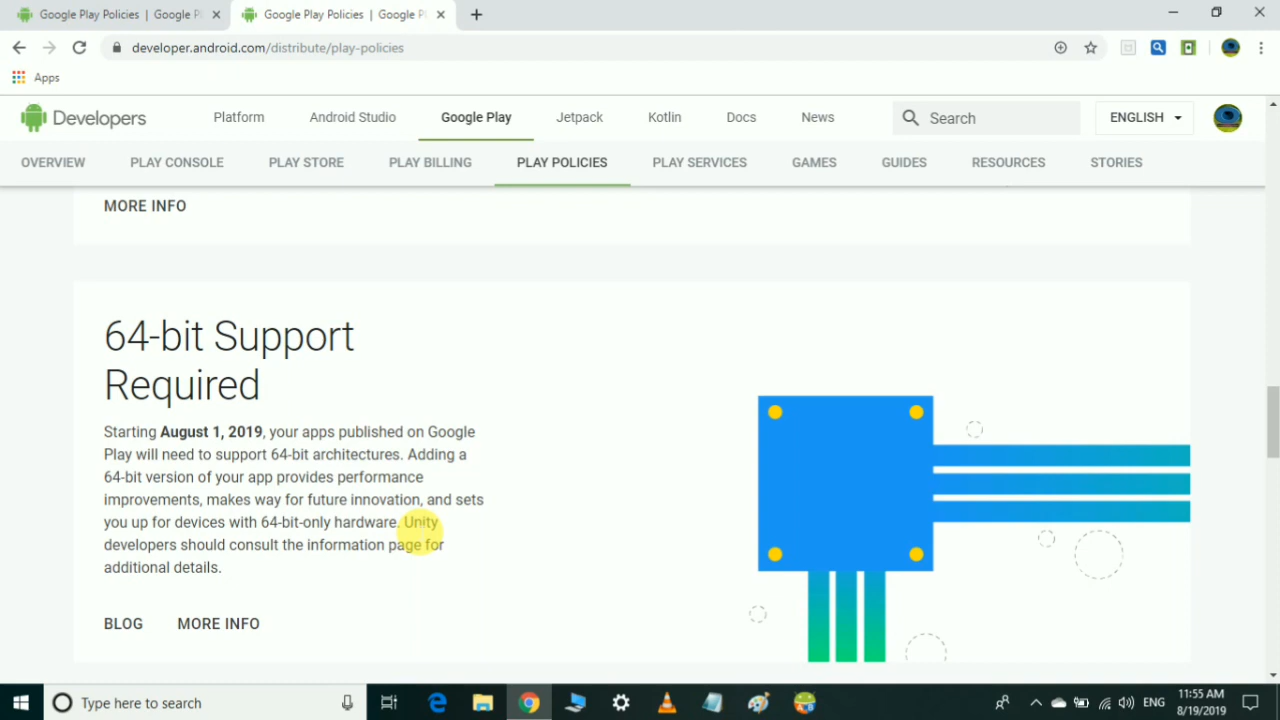 Google Play Policies | Google P
Google Play Policies | Google Pl
developer.android.com/distribute/play-policies
Apps
Developers
Platform
Android Studio
Google Play
Jetpack
Kotlin
Docs
News
Search
ENGLISH
OVERVIEW
PLAY CONSOLE
PLAY STORE
PLAY BILLING
PLAY POLICIES
PLAY SERVICES
GAMES
GUIDES
RESOURCES
STORIES
MORE INFO
64-bit Support
Required
Starting August 1, 2019, your apps published on Google
Play will need to support 64-bit architectures. Adding a
64-bit version of your app provides performance
improvements, makes way for future innovation, and sets
you up for devices with 64-bit-only hardware. Unity
developers should consult the information page for
additional details.
BLOG
MORE INFO
Type here to search
ENG
11:55 AM
8/19/2019